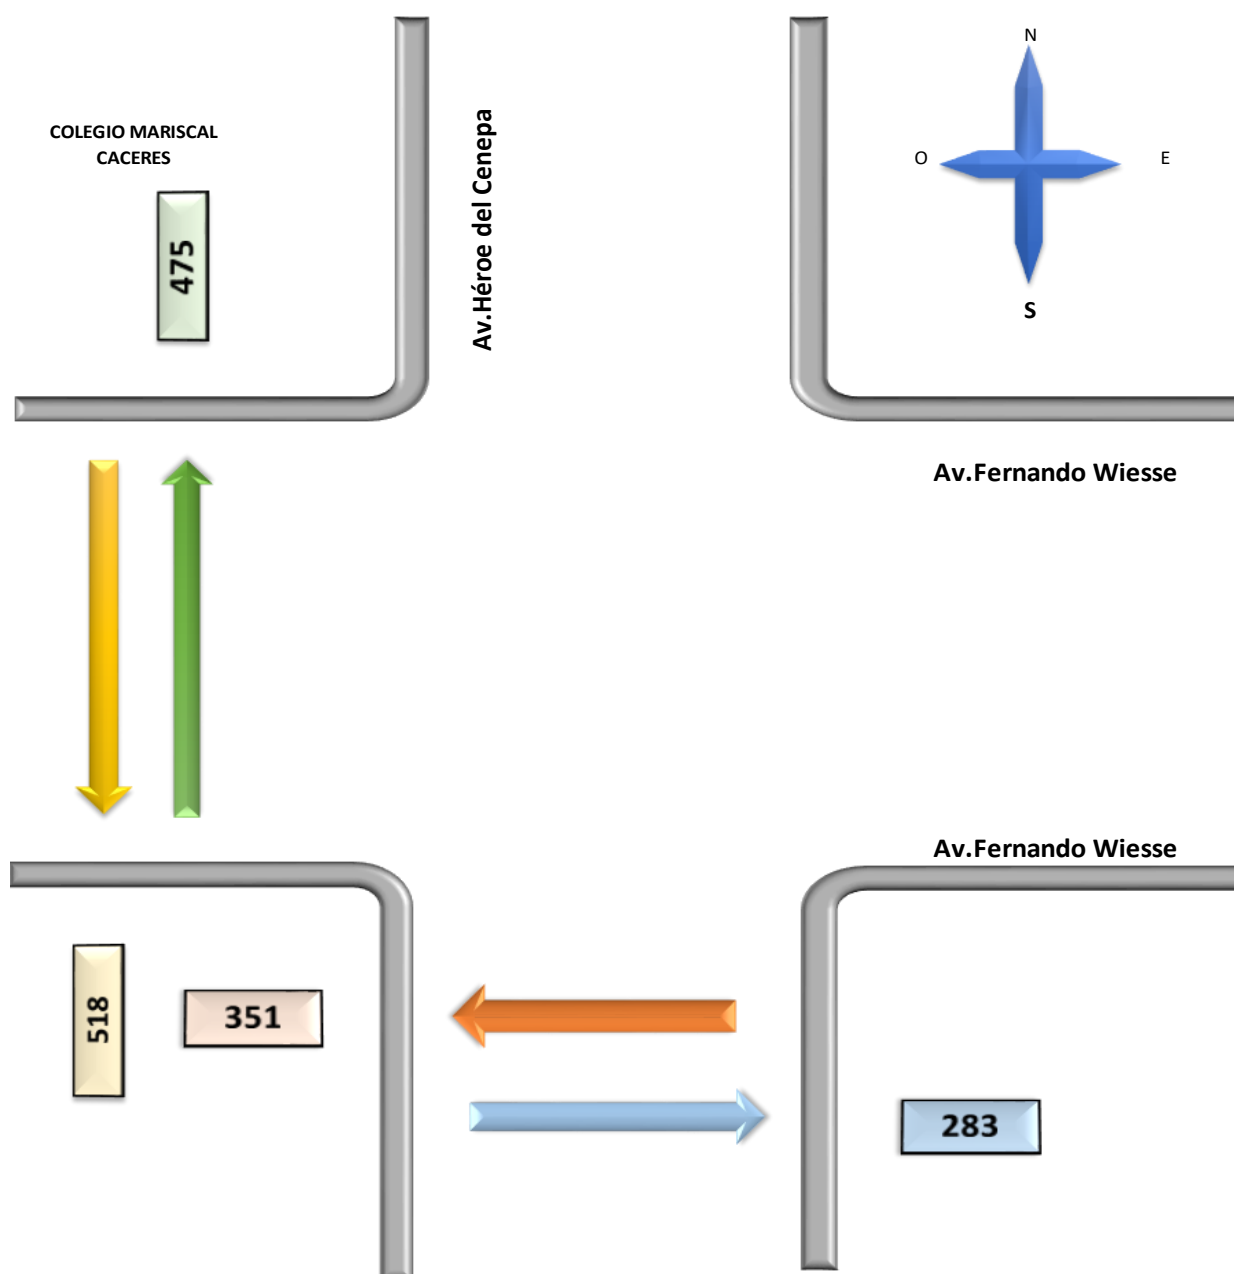 N
COLEGIO MARISCAL
CACERES
Av.Héroe del Cenepa
O
E
475
S
Av.Fernando Wiesse
Av.Fernando Wiesse
518
351
283